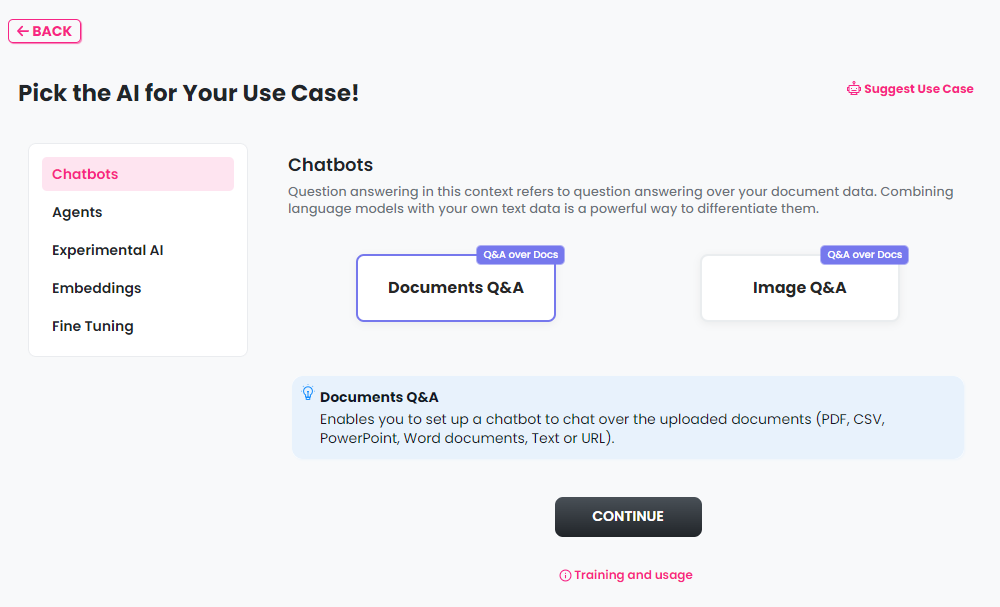 ← BACK
Pick the AI for Your Use Case!
Suggest Use Case
Chatbots
Agents
Experimental AI
Embeddings
Fine Tuning
Chatbots
Question answering in this context refers to question answering over your document data. Combining
language models with your own text data is a powerful way to differentiate them.
Q&A over Docs
Documents Q&A
Q&A over Docs
Image Q&A
Documents Q&A
Enables you to set up a chatbot to chat over the uploaded documents (PDF, CSV,
PowerPoint, Word documents, Text or URL).
CONTINUE
Training and usage